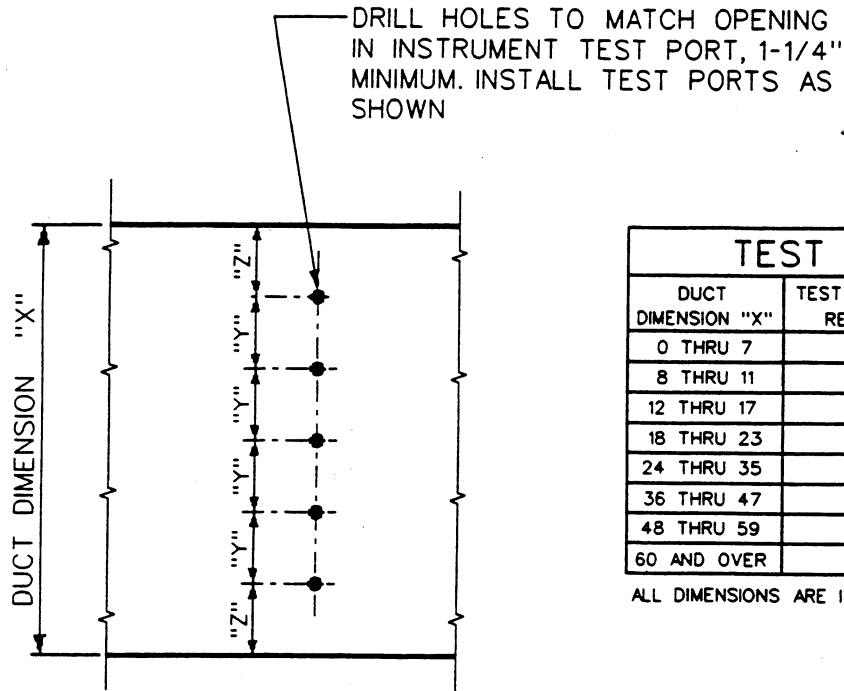 DRILL HOLES TO MATCH OPENING
IN INSTRUMENT TEST PORT, 1-1/4"
MINIMUM. INSTALL TEST PORTS AS
SHOWN
DUCT DIMENSION "X"
"Z"
"Y"
"Y"
"Y"
"Y"
"Z"
TEST
DUCT
DIMENSION "X"
TEST
RE
0 THRU 7
8 THRU 11
12 THRU 17
18 THRU 23
24 THRU 35
36 THRU 47
48 THRU 59
60 AND OVER
ALL DIMENSIONS ARE I